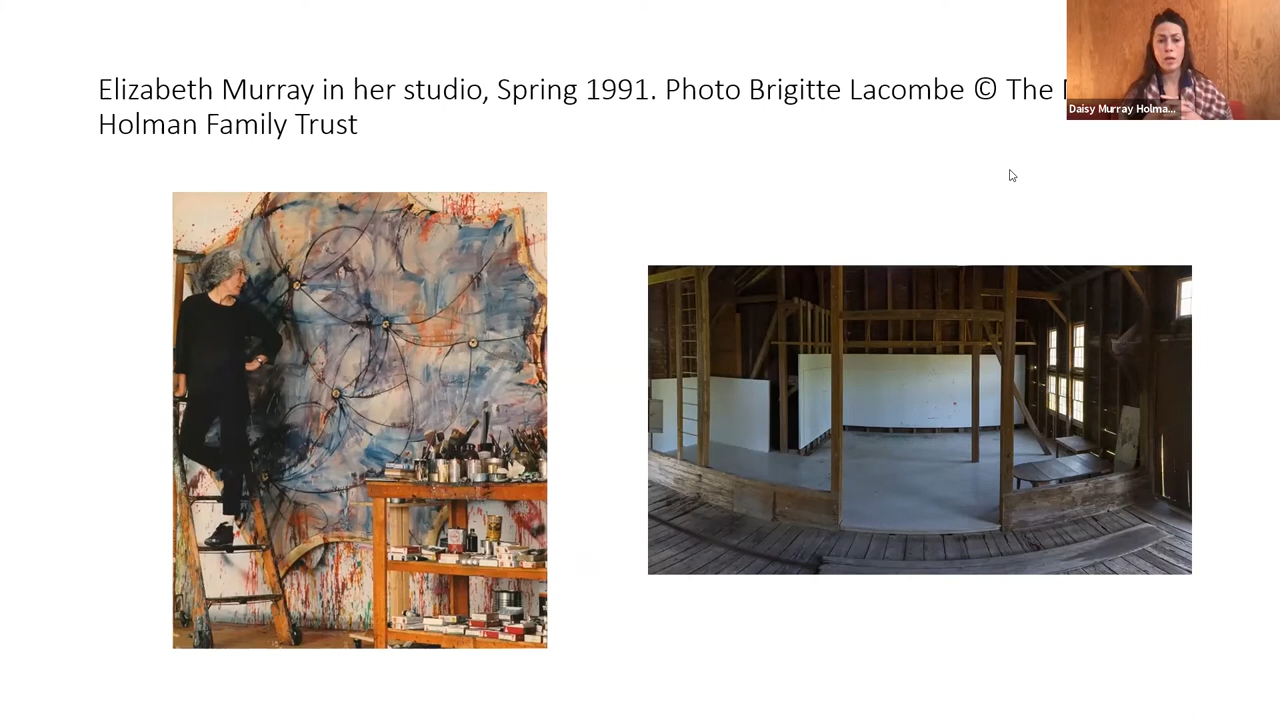 Elizabeth Murray in her studio, Spring 1991. Photo Brigitte Lacombe © The
Holman Family Trust
Daisy Murray Holma...